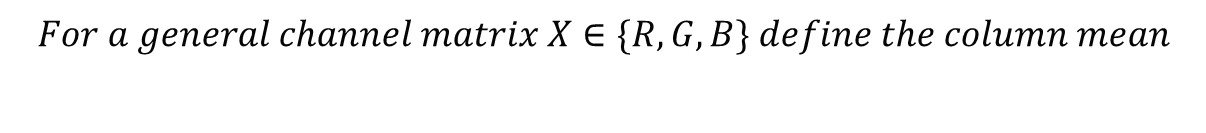 For a general channel matrix X ∈ {R, G, B} define the column mean